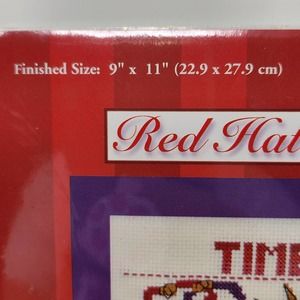 Finished Size: 9" x 11" (22.9 x 27.9 cm)
Red Hat
TIME